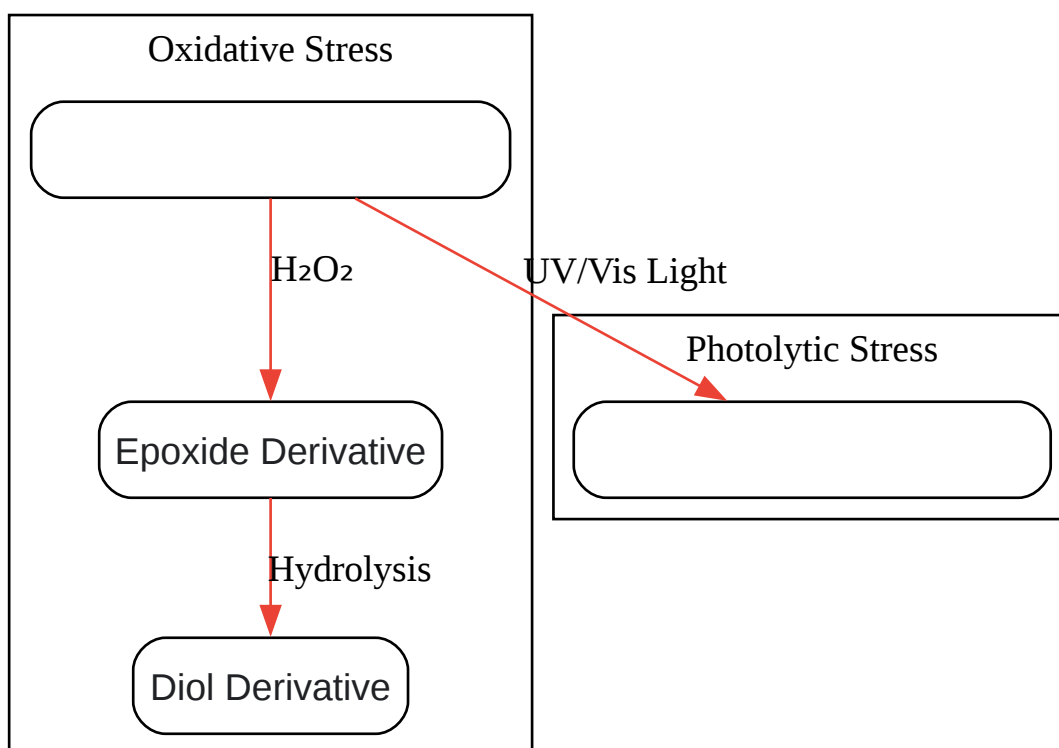 Oxidative Stress
H₂O₂
UV/Vis Light
Photolytic Stress
Epoxide Derivative
Hydrolysis
Diol Derivative